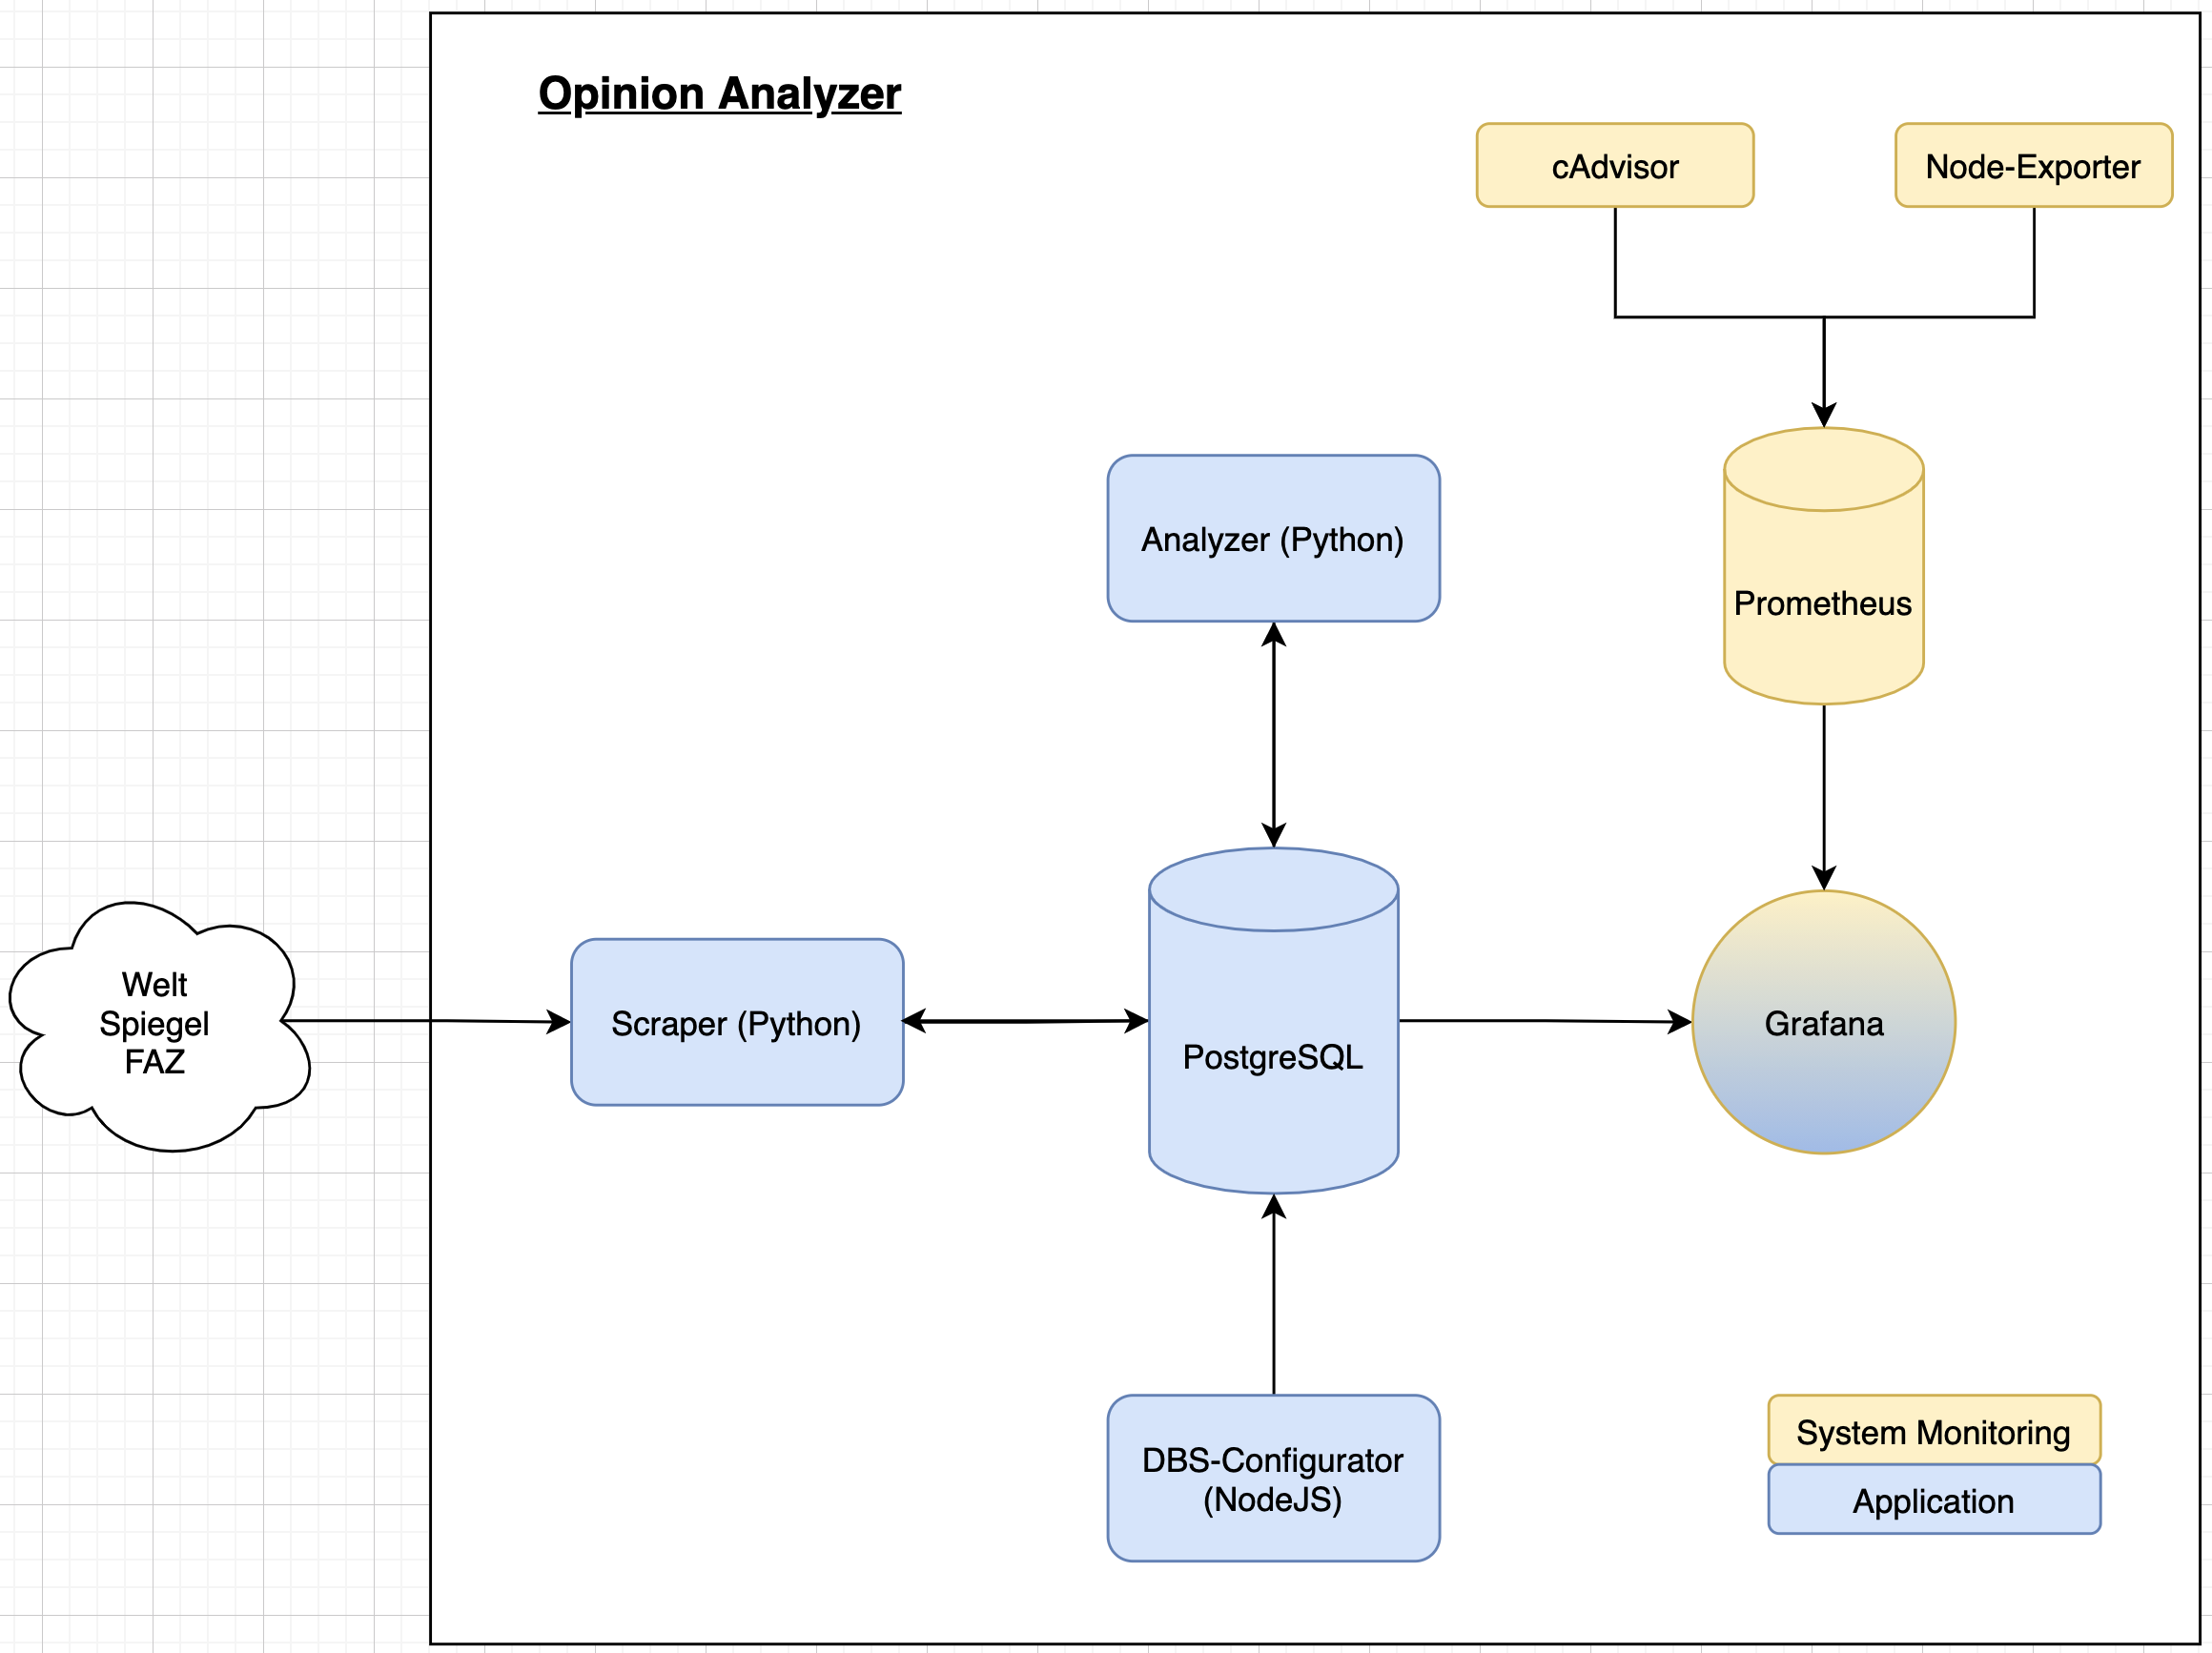 Opinion Analyzer
cAdvisor
Node-Exporter
Analyzer (Python)
Prometheus
Welt
Spiegel
FAZ
Scraper (Python)
PostgreSQL
Grafana
DBS-Configurator
(NodeJS)
System Monitoring
Application